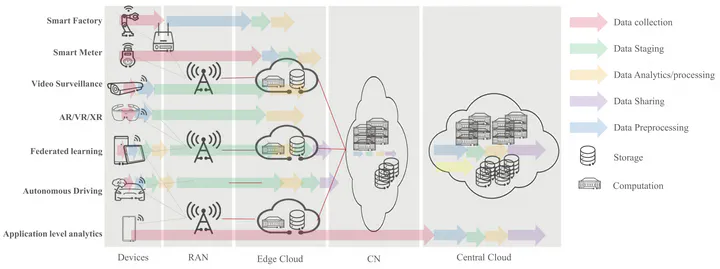 Smart Factory
Smart Meter
Video Surveillance
AR/VR/XR
Federated learning
Autonomous Driving
Application level analytics
Devices
RAN
Edge Cloud
CN
Central Cloud
Data collection
Data Staging
Data Analytics/processing
Data Sharing
Data Preprocessing
Storage
Computation